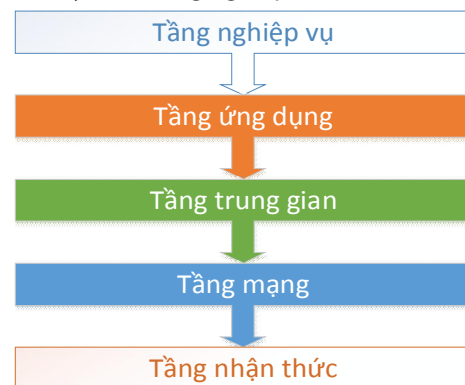 Tầng nghiệp vụ
Tầng ứng dụng
Tầng trung gian
Tầng mạng
Tầng nhận thức